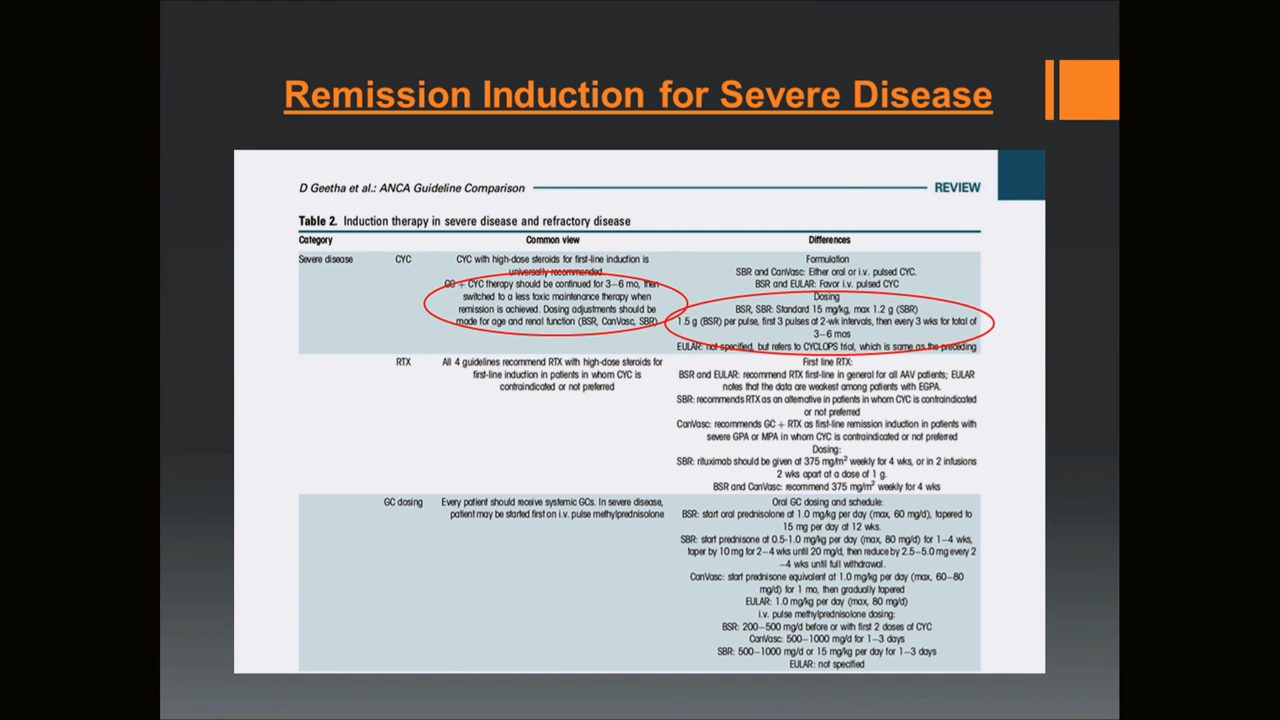 Remission Induction for Severe Disease
D Geetha et al.: ANCA Guideline Comparison
REVIEW
Table 2. Induction therapy in severe disease and refractory disease
Category
Common view
Differences
Severe disease
CYC
CYC with high-dose steroids for first-line induction is
universally recommended.
GC + CYC therapy should be continued for 3–6 mo, then
switched to a less toxic maintenance therapy when
remission is achieved. Dosing adjustments should be
made for age and renal function (BSR, CanVasc, SBR)
Formulation
SBR and CanVasc: Either oral or i.v. pulsed CYC.
BSR and EULAR: Favor i.v. pulsed CYC
Dosing
BSR, SBR: Standard 15 mg/kg, max 1.2 g (SBR)
1.5 g (BSR) per pulse, first 3 pulses at 2-wk intervals, then every 3 wks for total of
3–6 mos
EULAR: not specified, but refers to CYCLOPS trial, which is same as the preceding
RTX
All 4 guidelines recommend RTX with high-dose steroids for
first-line induction in patients in whom CYC is
contraindicated or not preferred
First line RTX:
BSR and EULAR: recommend RTX first-line in general for all AAV patients; EULAR
notes that the data are weakest among patients with EGPA.
SBR: recommends RTX as an alternative in patients in whom CYC is contraindicated
or not preferred
CanVasc: recommends GC + RTX as first-line remission induction in patients with
severe GPA or MPA in whom CYC is contraindicated or not preferred
Dosing:
SBR: rituximab should be given at 375 mg/m² weekly for 4 wks, or in 2 infusions
2 wks apart at a dose of 1 g.
BSR and CanVasc: recommend 375 mg/m² weekly for 4 wks
GC dosing
Every patient should receive systemic GCs. In severe disease,
patient may be started first on i.v. pulse methylprednisolone
Oral GC dosing and schedule:
BSR: start oral prednisolone at 1.0 mg/kg per day (max, 60 mg/d), tapered to
15 mg per day at 12 wks.
SBR: start prednisone at 0.5-1.0 mg/kg per day (max, 80 mg/d) for 1–4 wks,
taper by 10 mg for 2–4 wks until 20 mg/d, then reduce by 2.5–5.0 mg every 2
–4 wks until full withdrawal.
CanVasc: start prednisone equivalent at 1.0 mg/kg per day (max, 60–80
mg/d) for 1 mo, then gradually tapered
EULAR: 1.0 mg/kg per day (max, 80 mg/d)
i.v. pulse methylprednisolone dosing:
BSR: 200–500 mg/d before or with first 2 doses of CYC
CanVasc: 500–1000 mg/d for 1–3 days
SBR: 500–1000 mg/d or 15 mg/kg per day for 1–3 days
EULAR: not specified